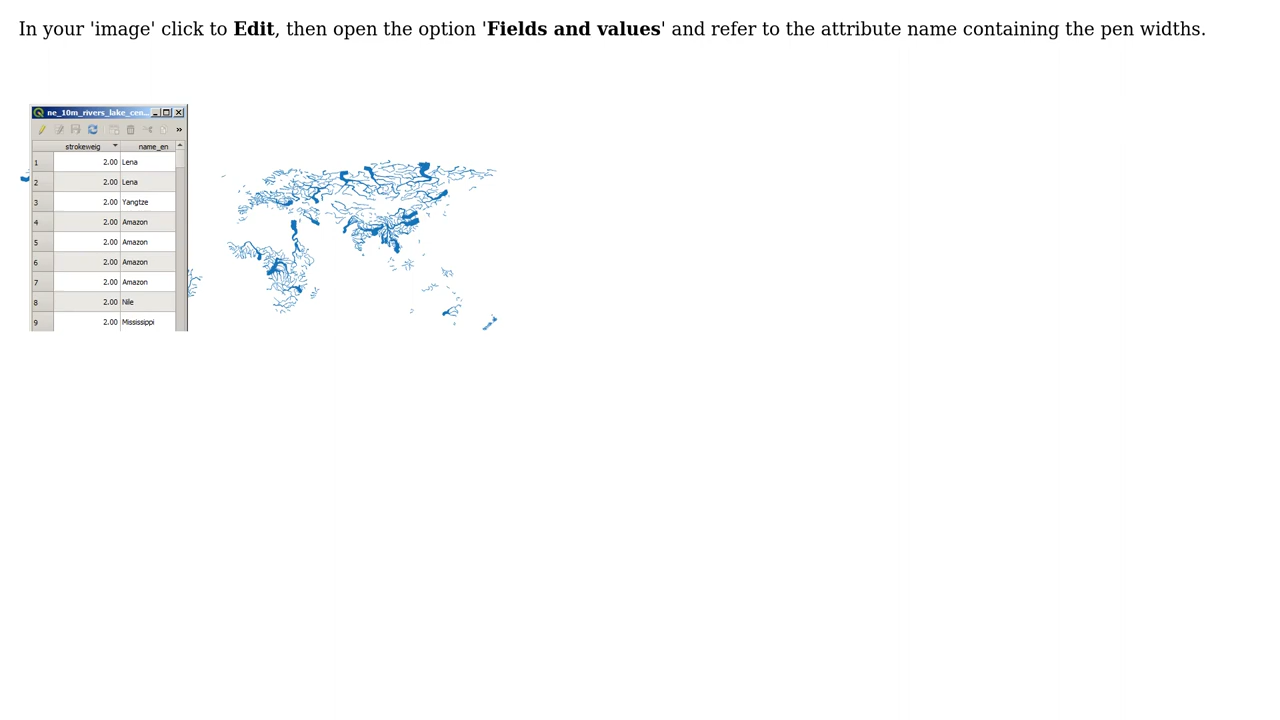 In your 'image' click to Edit, then open the option 'Fields and values' and refer to the attribute name containing the pen widths.
ne_10m_rivers_lake_cen...
»
strokeweig name_en
1 2.00 Lena
2 2.00 Lena
3 2.00 Yangtze
4 2.00 Amazon
5 2.00 Amazon
6 2.00 Amazon
7 2.00 Amazon
8 2.00 Nile
9 2.00 Mississippi